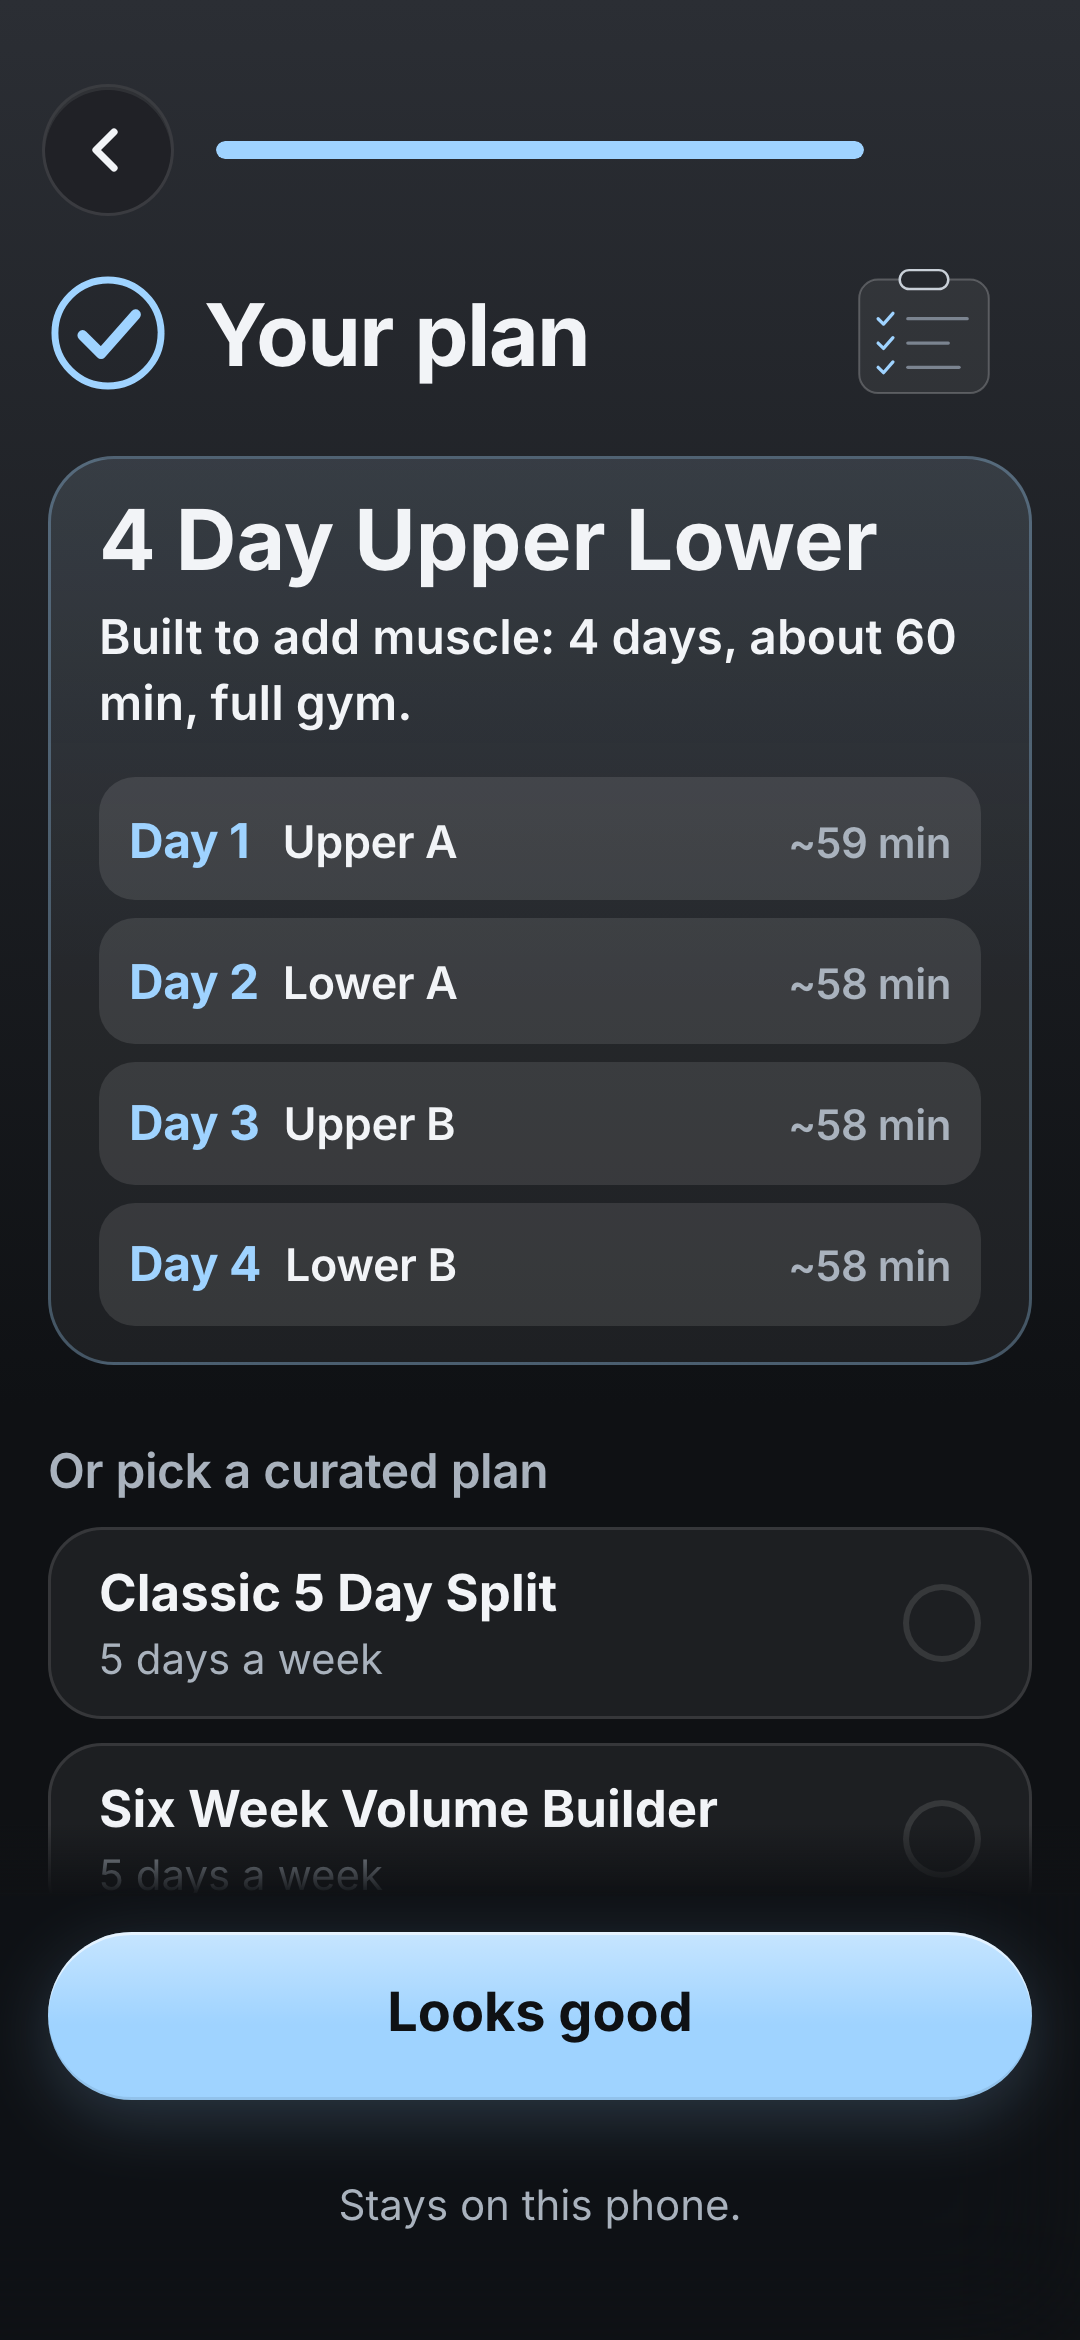 Your plan
4 Day Upper Lower
Built to add muscle: 4 days, about 60
min, full gym.
Day 1 Upper A ~59 min
Day 2 Lower A ~58 min
Day 3 Upper B ~58 min
Day 4 Lower B ~58 min
Or pick a curated plan
Classic 5 Day Split
5 days a week
Six Week Volume Builder
5 days a week
Looks good
Stays on this phone.